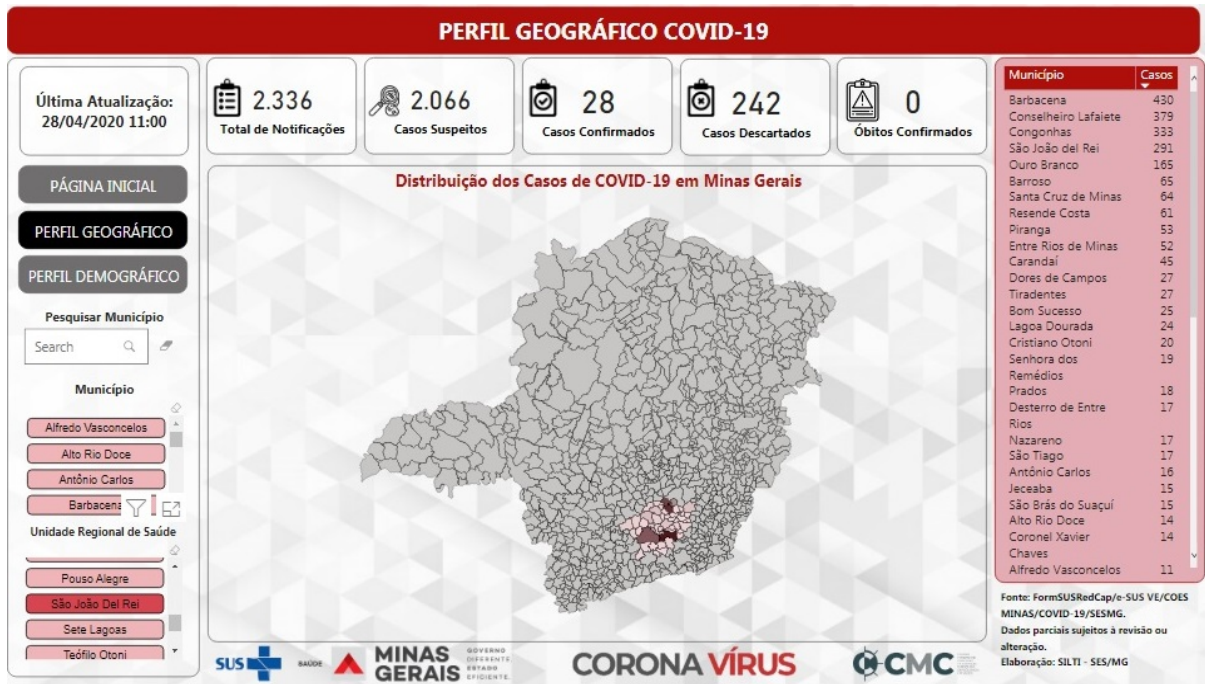 PERFIL GEOGRÁFICO COVID-19
Última Atualização:
28/04/2020 11:00
2.336
Total de Notificações
2.066
Casos Suspeitos
28
Casos Confirmados
242
Casos Descartados
0
Óbitos Confirmados
PÁGINA INICIAL
PERFIL GEOGRÁFICO
PERFIL DEMOGRÁFICO
Pesquisar Município
Search
Município
Alfredo Vasconcelos
Alto Rio Doce
Antônio Carlos
Barbacena
Unidade Regional de Saúde
Pouso Alegre
São João Del Rei
Sete Lagoas
Teófilo Otoni
Distribuição dos Casos de COVID-19 em Minas Gerais
Município Casos
Barbacena 430
Conselheiro Lafaiete 379
Congonhas 333
São João del Rei 291
Ouro Branco 165
Barroso 65
Santa Cruz de Minas 64
Resende Costa 61
Piranga 53
Entre Rios de Minas 52
Carandaí 45
Dores de Campos 27
Tiradentes 27
Bom Sucesso 25
Lagoa Dourada 24
Cristiano Otoni 20
Senhora dos 19
Remédios
Prados 18
Desterro de Entre 17
Rios
Nazareno 17
São Tiago 17
Antônio Carlos 16
Jeceaba 15
São Brás do Suaçuí 15
Alto Rio Doce 14
Coronel Xavier 14
Chaves
Alfredo Vasconcelos 11
Fonte: FormSUSRedCap/e-SUS VE/COES
MINAS/COVID-19/SESMG.
Dados parciais sujeitos à revisão ou
alteração.
Elaboração: SILTI - SES/MG
SUS
SAÚDE
MINAS
GERAIS
GOVERNO
DIFERENTE
ESTADO
EFICIENTE.
CORONA VÍRUS
CMC